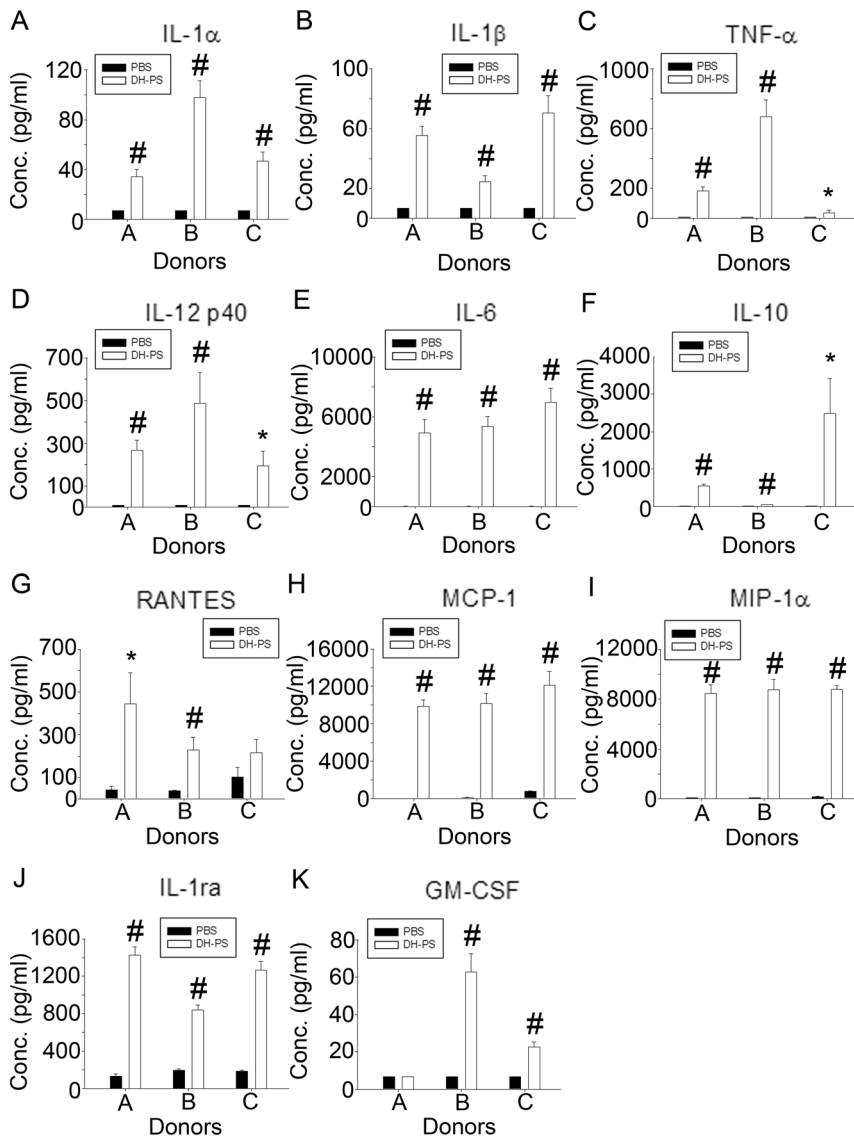 A
IL-1α
PBS
DH-PS
Conc. (pg/ml)
120
80
40
0
#
#
#
A B C
Donors
B
IL-1β
PBS
DH-PS
Conc. (pg/ml)
100
60
20
0
#
#
#
A B C
Donors
C
TNF-α
PBS
DH-PS
Conc. (pg/ml)
1000
600
200
0
#
#
*
A B C
Donors
D
IL-12 p40
PBS
DH-PS
Conc. (pg/ml)
700
500
300
100
0
#
#
*
A B C
Donors
E
IL-6
PBS
DH-PS
Conc. (pg/ml)
10000
6000
2000
0
#
#
#
A B C
Donors
F
IL-10
PBS
DH-PS
Conc. (pg/ml)
4000
3000
2000
1000
0
#
#
*
A B C
Donors
G
RANTES
PBS
DH-PS
Conc. (pg/ml)
700
500
300
100
0
*
#
A B C
Donors
H
MCP-1
PBS
DH-PS
Conc. (pg/ml)
16000
13000
10000
7000
4000
1000
0
#
#
#
A B C
Donors
I
MIP-1α
PBS
DH-PS
Conc. (pg/ml)
12000
8000
4000
0
#
#
#
A B C
Donors
J
IL-1ra
PBS
DH-PS
Conc. (pg/ml)
1600
1200
800
400
0
#
#
#
A B C
Donors
K
GM-CSF
PBS
DH-PS
Conc. (pg/ml)
80
60
40
20
0
#
#
A B C
Donors